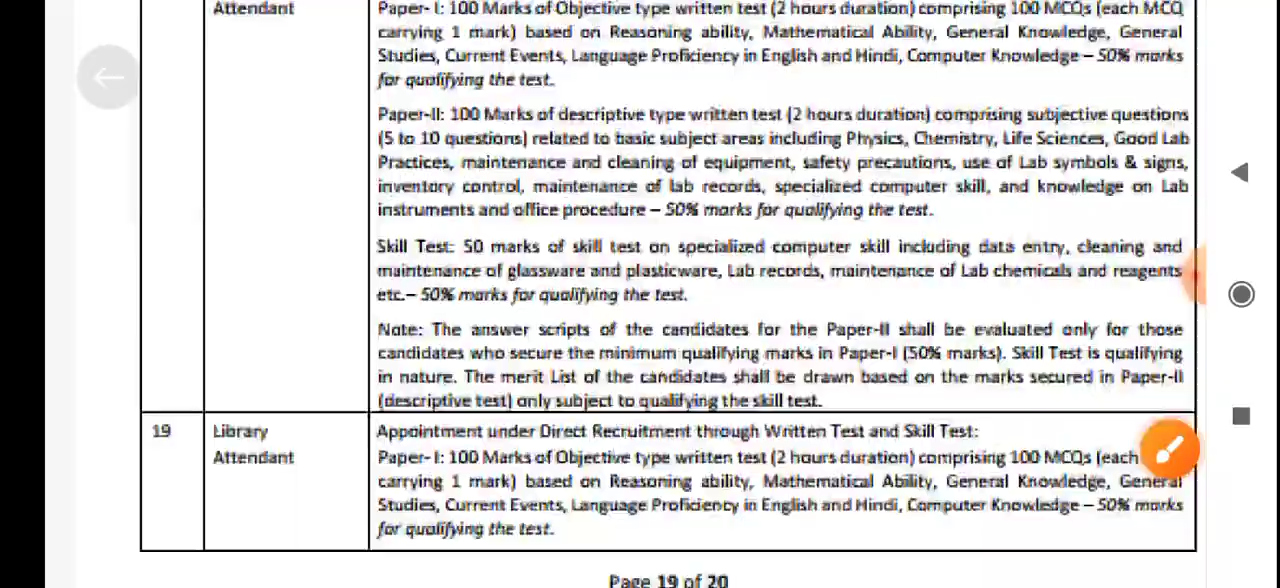 Attendant
Paper- I: 100 Marks of Objective type written test (2 hours duration) comprising 100 MCQs (each MCQ
carrying 1 mark) based on Reasoning ability, Mathematical Ability, General Knowledge, General
Studies, Current Events, Language Proficiency in English and Hindi, Computer Knowledge – 50% marks
for qualifying the test.
Paper-II: 100 Marks of descriptive type written test (2 hours duration) comprising subjective questions
(5 to 10 questions) related to basic subject areas including Physics, Chemistry, Life Sciences, Good Lab
Practices, maintenance and cleaning of equipment, safety precautions, use of Lab symbols & signs,
inventory control, maintenance of lab records, specialized computer skill, and knowledge on Lab
instruments and office procedure – 50% marks for qualifying the test.
Skill Test: 50 marks of skill test on specialized computer skill including data entry, cleaning and
maintenance of glassware and plasticware, Lab records, maintenance of Lab chemicals and reagents
etc.– 50% marks for qualifying the test.
Note: The answer scripts of the candidates for the Paper-II shall be evaluated only for those
candidates who secure the minimum qualifying marks in Paper-I (50% marks). Skill Test is qualifying
in nature. The merit List of the candidates shall be drawn based on the marks secured in Paper-II
(descriptive test) only subject to qualifying the skill test.
19
Library
Attendant
Appointment under Direct Recruitment through Written Test and Skill Test:
Paper- I: 100 Marks of Objective type written test (2 hours duration) comprising 100 MCQs (each
carrying 1 mark) based on Reasoning ability, Mathematical Ability, General Knowledge, General
Studies, Current Events, Language Proficiency in English and Hindi, Computer Knowledge – 50% marks
for qualifying the test.
Page 19 of 20